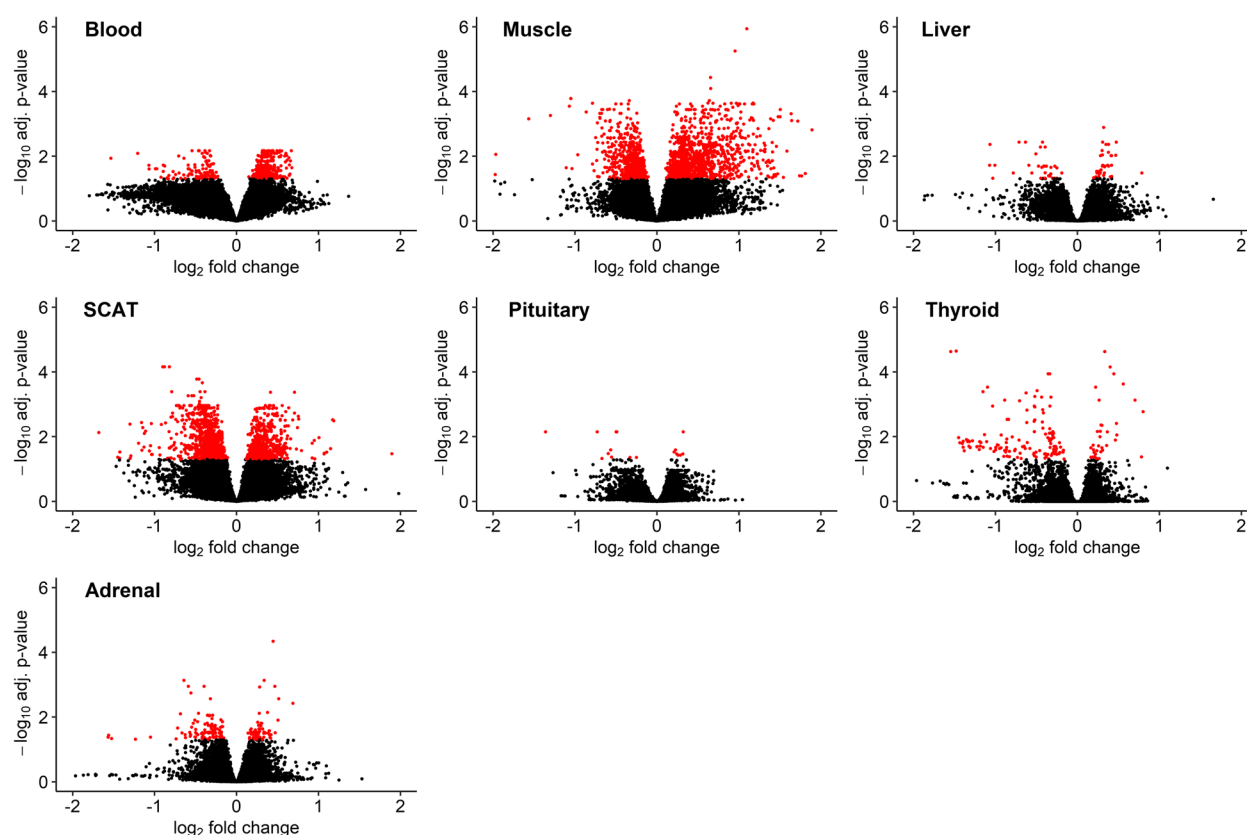 Blood
Muscle
Liver
6
4
2
0
− log10 adj. p-value
-2 -1 0 1 2
log2 fold change
6
4
2
0
− log10 adj. p-value
-2 -1 0 1 2
log2 fold change
6
4
2
0
− log10 adj. p-value
-2 -1 0 1 2
log2 fold change
SCAT
Pituitary
Thyroid
6
4
2
0
− log10 adj. p-value
-2 -1 0 1 2
log2 fold change
6
4
2
0
− log10 adj. p-value
-2 -1 0 1 2
log2 fold change
6
4
2
0
− log10 adj. p-value
-2 -1 0 1 2
log2 fold change
Adrenal
6
4
2
0
− log10 adj. p-value
-2 -1 0 1 2
log2 fold change